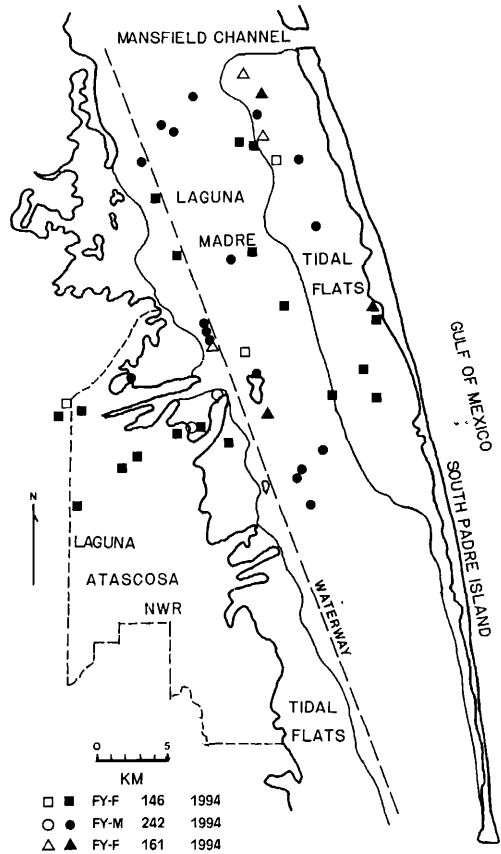 MANSFIELD CHANNEL
LAGUNA
MADRE
TIDAL
FLATS
GULF OF MEXICO
SOUTH PADRE ISLAND
N
LAGUNA
ATASCOSA
NWR
WATERWAY
TIDAL
FLATS
0 5
KM
FY-F 146 1994
FY-M 242 1994
FY-F 161 1994